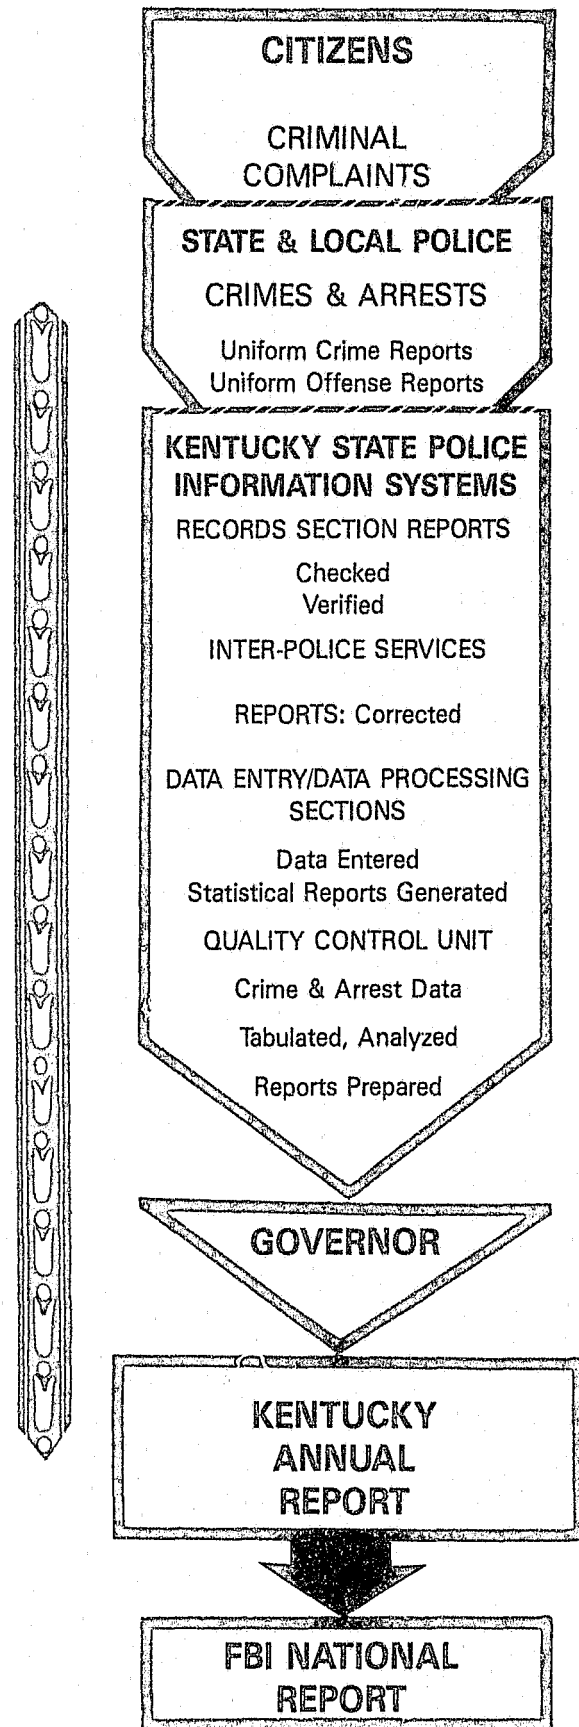 CITIZENS
CRIMINAL
COMPLAINTS
STATE & LOCAL POLICE
CRIMES & ARRESTS
Uniform Crime Reports
Uniform Offense Reports
KENTUCKY STATE POLICE
INFORMATION SYSTEMS
RECORDS SECTION REPORTS
Checked
Verified
INTER-POLICE SERVICES
REPORTS: Corrected
DATA ENTRY/DATA PROCESSING
SECTIONS
Data Entered
Statistical Reports Generated
QUALITY CONTROL UNIT
Crime & Arrest Data
Tabulated, Analyzed
Reports Prepared
GOVERNOR
KENTUCKY
ANNUAL
REPORT
FBI NATIONAL
REPORT